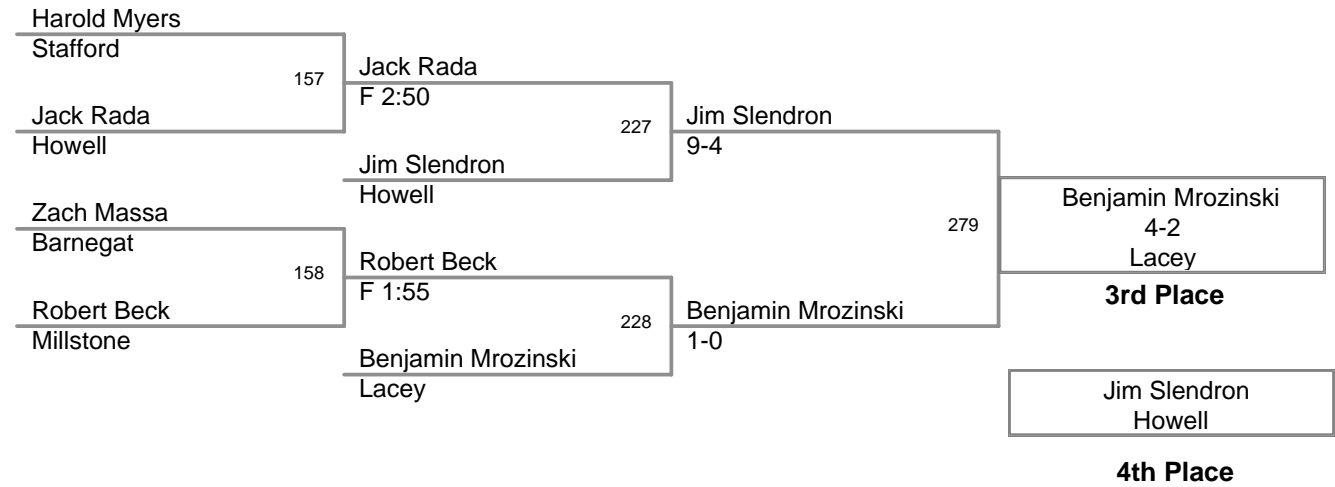 Harold Myers
Stafford
157
Jack Rada
F 2:50
Jack Rada
Howell
227
Jim Slendron
9-4
Jim Slendron
Howell
Zach Massa
Barnegat
279
Benjamin Mrozinski
4-2
Lacey
158
Robert Beck
F 1:55
3rd Place
Robert Beck
Millstone
228
Benjamin Mrozinski
1-0
Benjamin Mrozinski
Lacey
Jim Slendron
Howell
4th Place